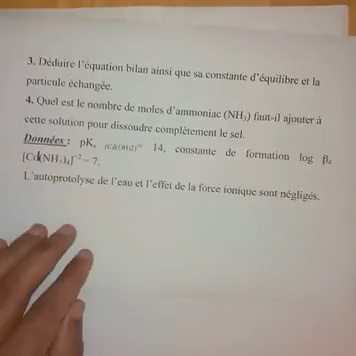 3. Déduire l'équation bilan ainsi que sa constante d'équilibre et la
particule échangée.
4. Quel est le nombre de moles d'ammoniac (NH₃) faut-il ajouter à
cette solution pour dissoudre complètement le sel.
Données : pKs (Cd(OH)2) = 14, constante de formation log β₄
[Cd(NH₃)₄]⁻² = 7.
L'autoprotolyse de l'eau et l'effet de la force ionique sont négligés.